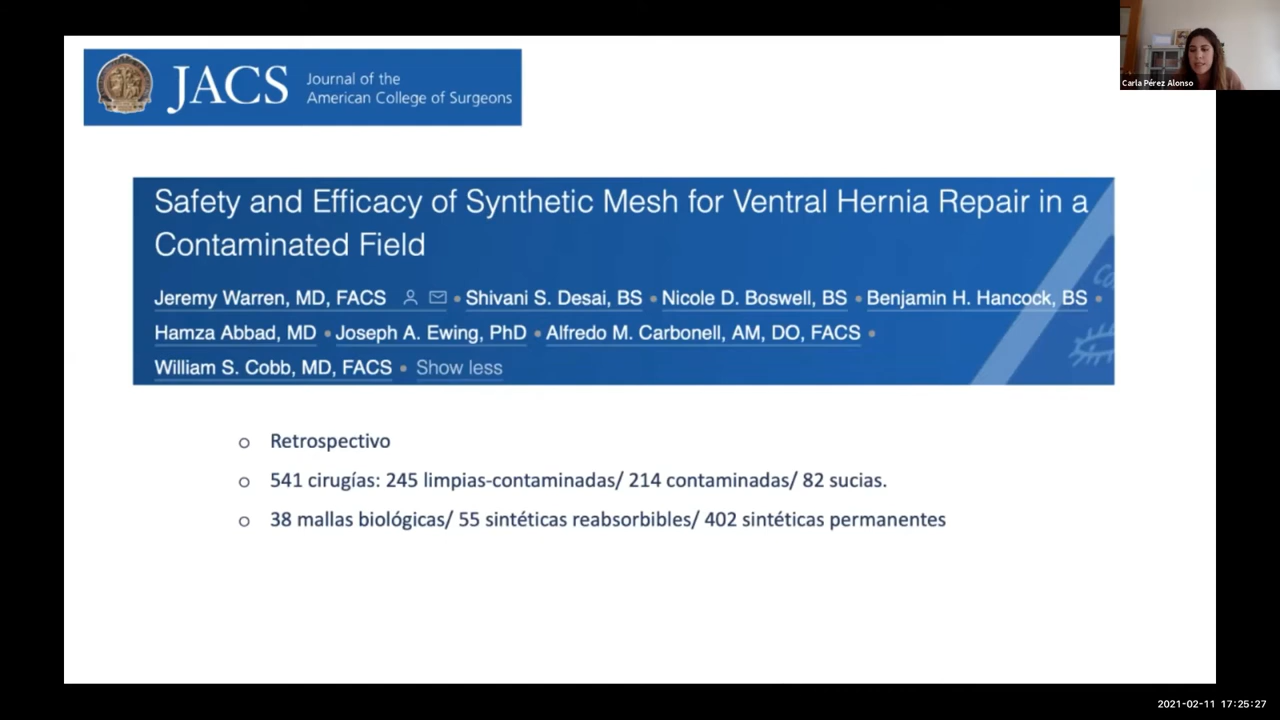 JACS
Journal of the
American College of Surgeons
Carla Pérez Alonso
Safety and Efficacy of Synthetic Mesh for Ventral Hernia Repair in a
Contaminated Field
Jeremy Warren, MD, FACS • Shivani S. Desai, BS • Nicole D. Boswell, BS • Benjamin H. Hancock, BS •
Hamza Abbad, MD • Joseph A. Ewing, PhD • Alfredo M. Carbonell, AM, DO, FACS •
William S. Cobb, MD, FACS • Show less
o Retrospectivo
o 541 cirugías: 245 limpias-contaminadas/ 214 contaminadas/ 82 sucias.
o 38 mallas biológicas/ 55 sintéticas reabsorbibles/ 402 sintéticas permanentes
2021-02-11 17:25:27